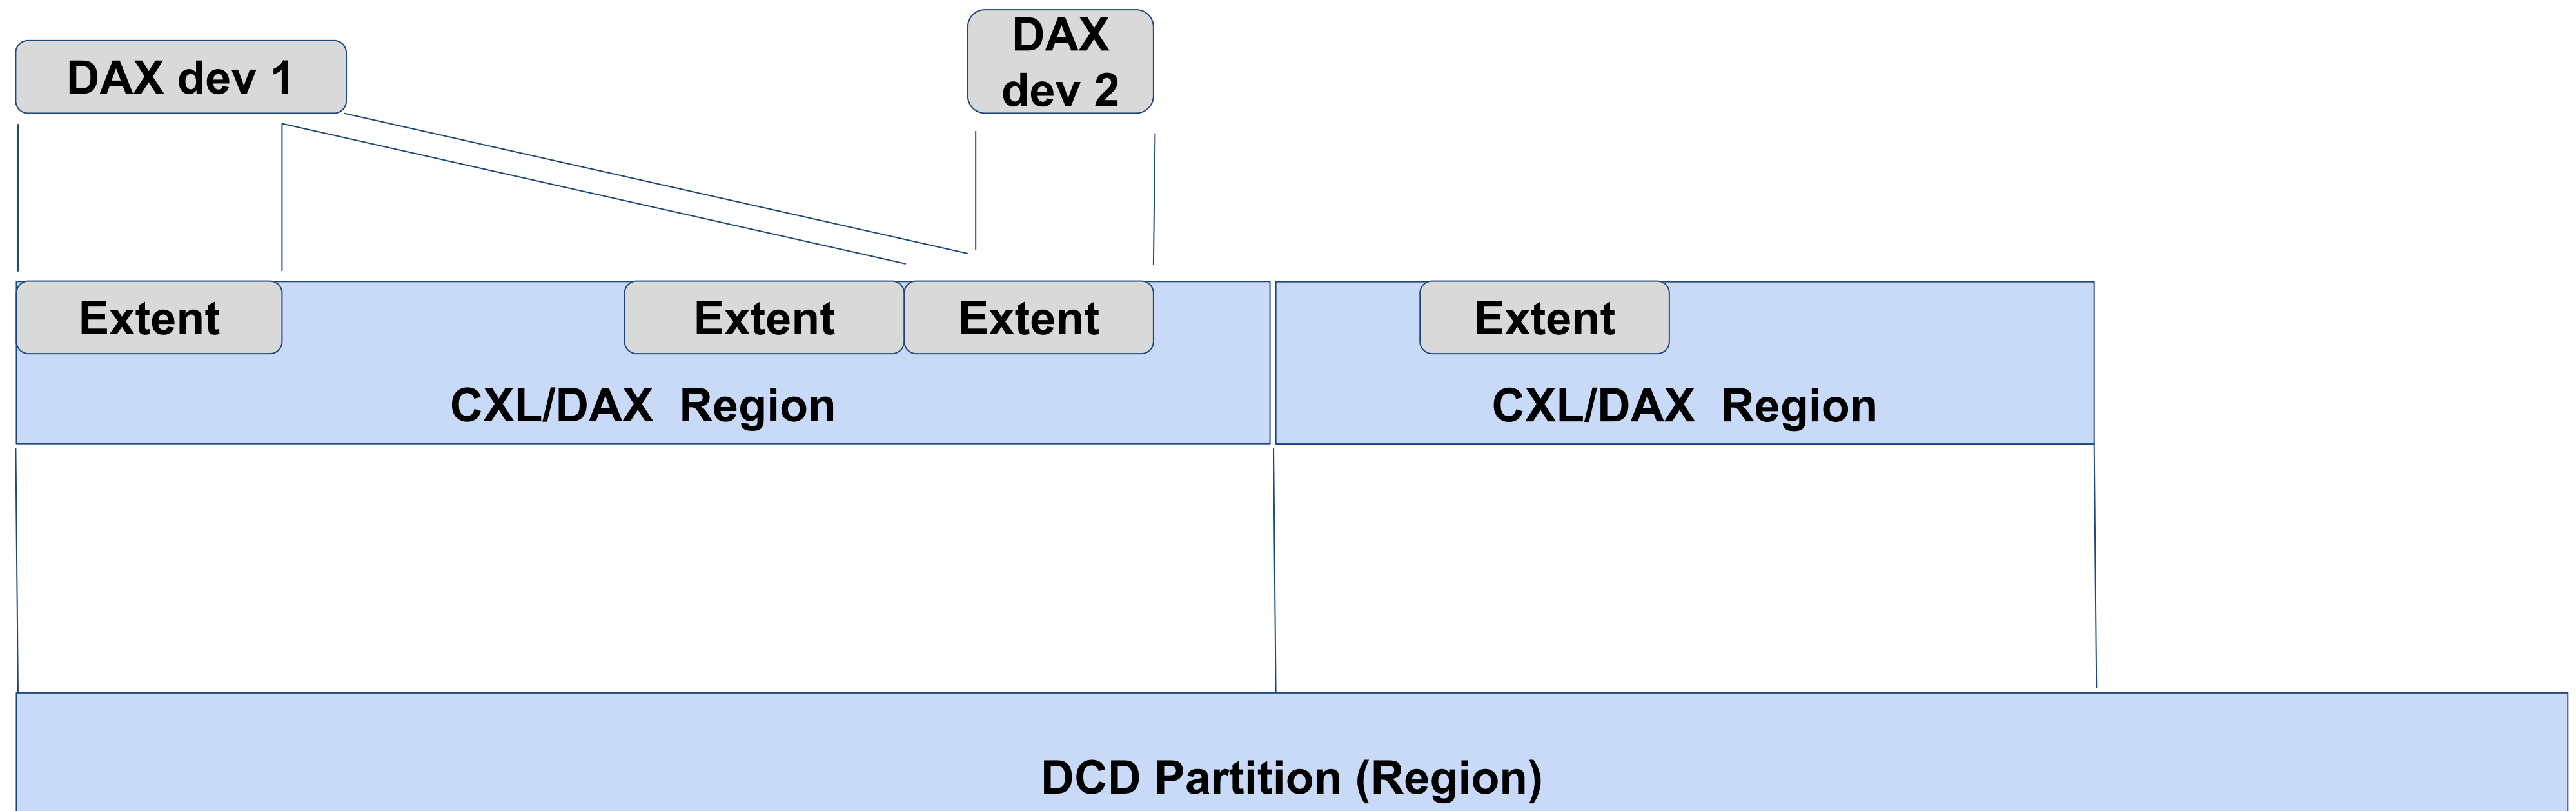 DAX dev 1
DAX
dev 2
Extent
Extent
Extent
Extent
CXL/DAX  Region
CXL/DAX  Region
DCD Partition (Region)